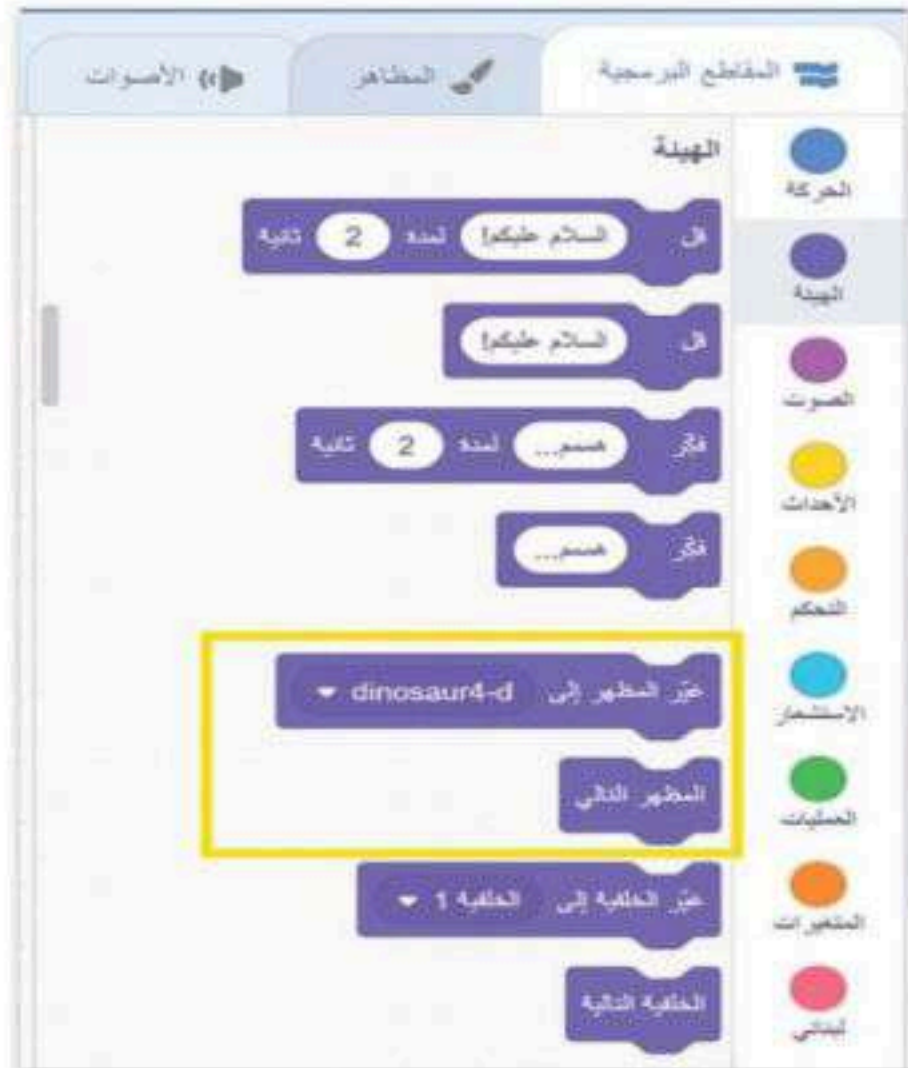 المقاطع البرمجية
المظاهر
الأصوات
الهيئة
قل السلام عليكم! لمدة 2 ثانية
قل السلام عليكم!
فكّر همممم... لمدة 2 ثانية
فكّر همممم...
غيّر المظهر إلى dinosaur4-d
المظهر التالي
غيّر الخلفية إلى الخلفية 1
الخلفية التالية
الحركة
الهيئة
الصوت
الأحداث
التحكم
الاستشعار
العمليات
المتغيرات
لبناتي